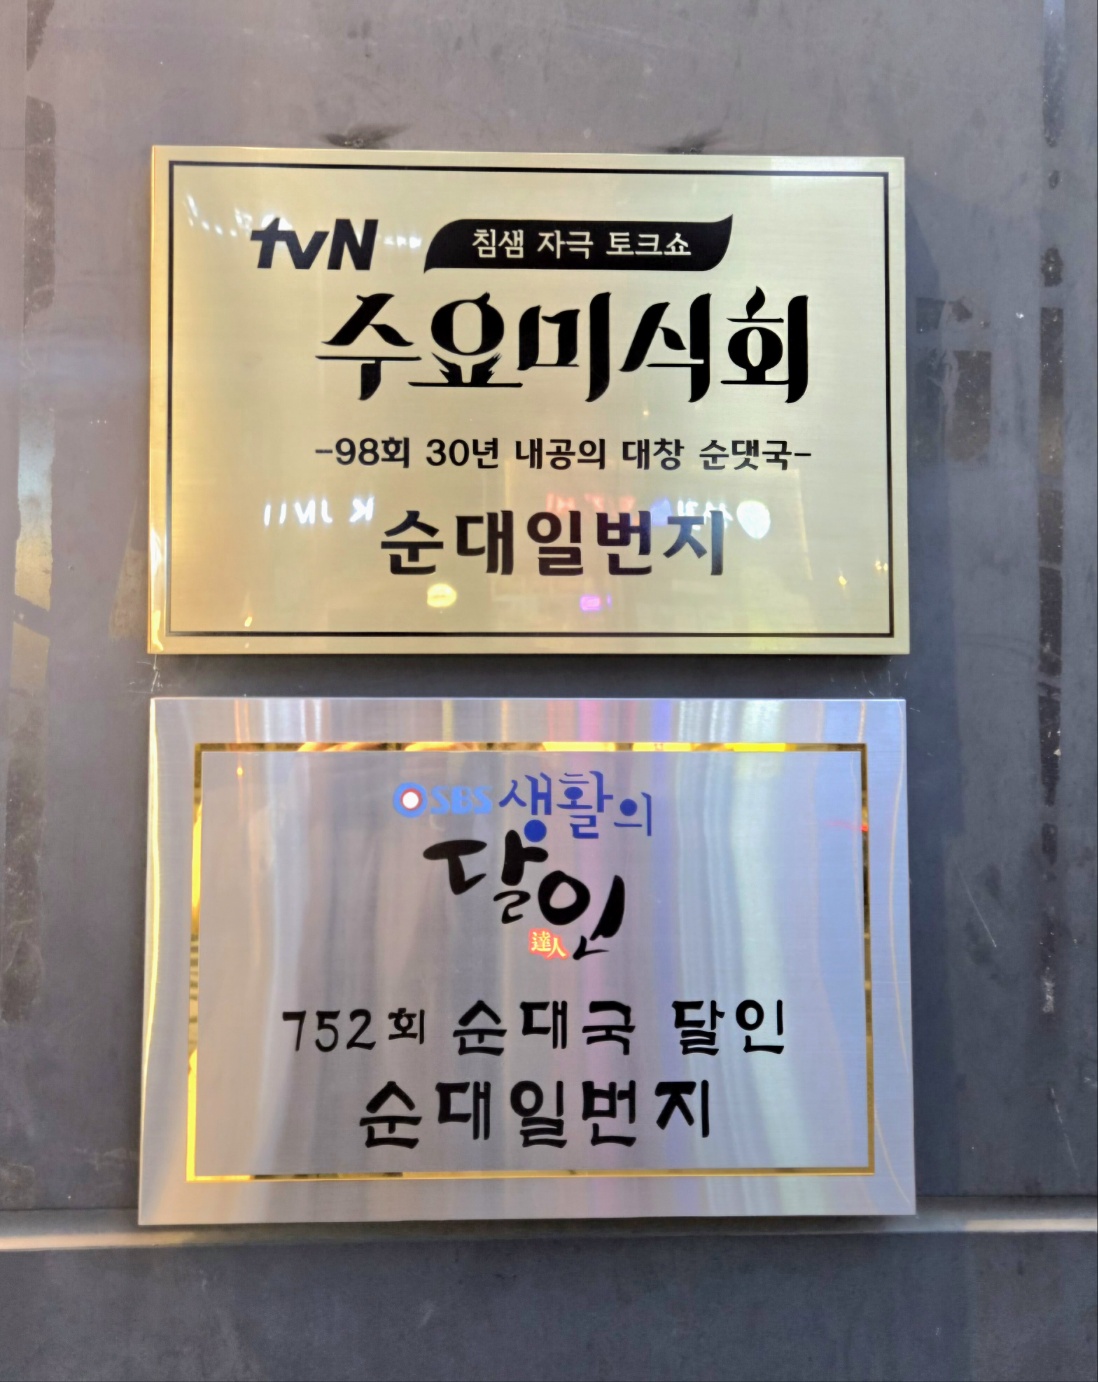 tvN 침샘 자극 토크쇼
수요미식회
-98회 30년 내공의 대창 순댓국-
순대일번지
SBS 생활의
달인
達人
752회 순대국 달인
순대일번지